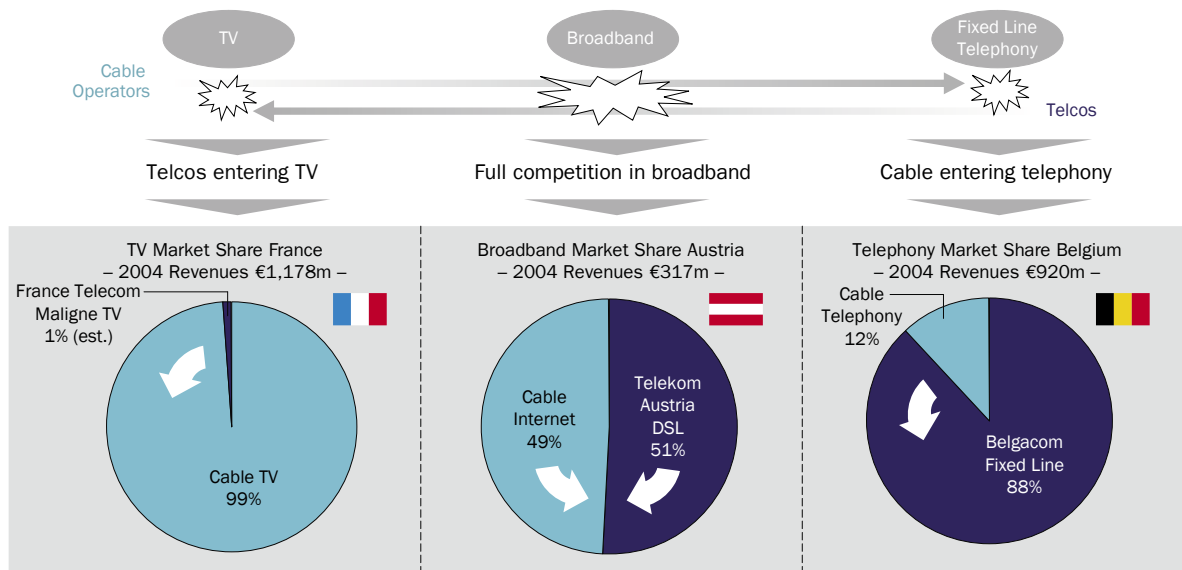 TV
Broadband
Fixed Line
Telephony
Cable
Operators
Telcos
Telcos entering TV
Full competition in broadband
Cable entering telephony
TV Market Share France
– 2004 Revenues €1,178m –
France Telecom
Maligne TV
1% (est.)
Cable TV
99%
Broadband Market Share Austria
– 2004 Revenues €317m –
Cable
Internet
49%
Telekom
Austria
DSL
51%
Telephony Market Share Belgium
– 2004 Revenues €920m –
Cable
Telephony
12%
Belgacom
Fixed Line
88%